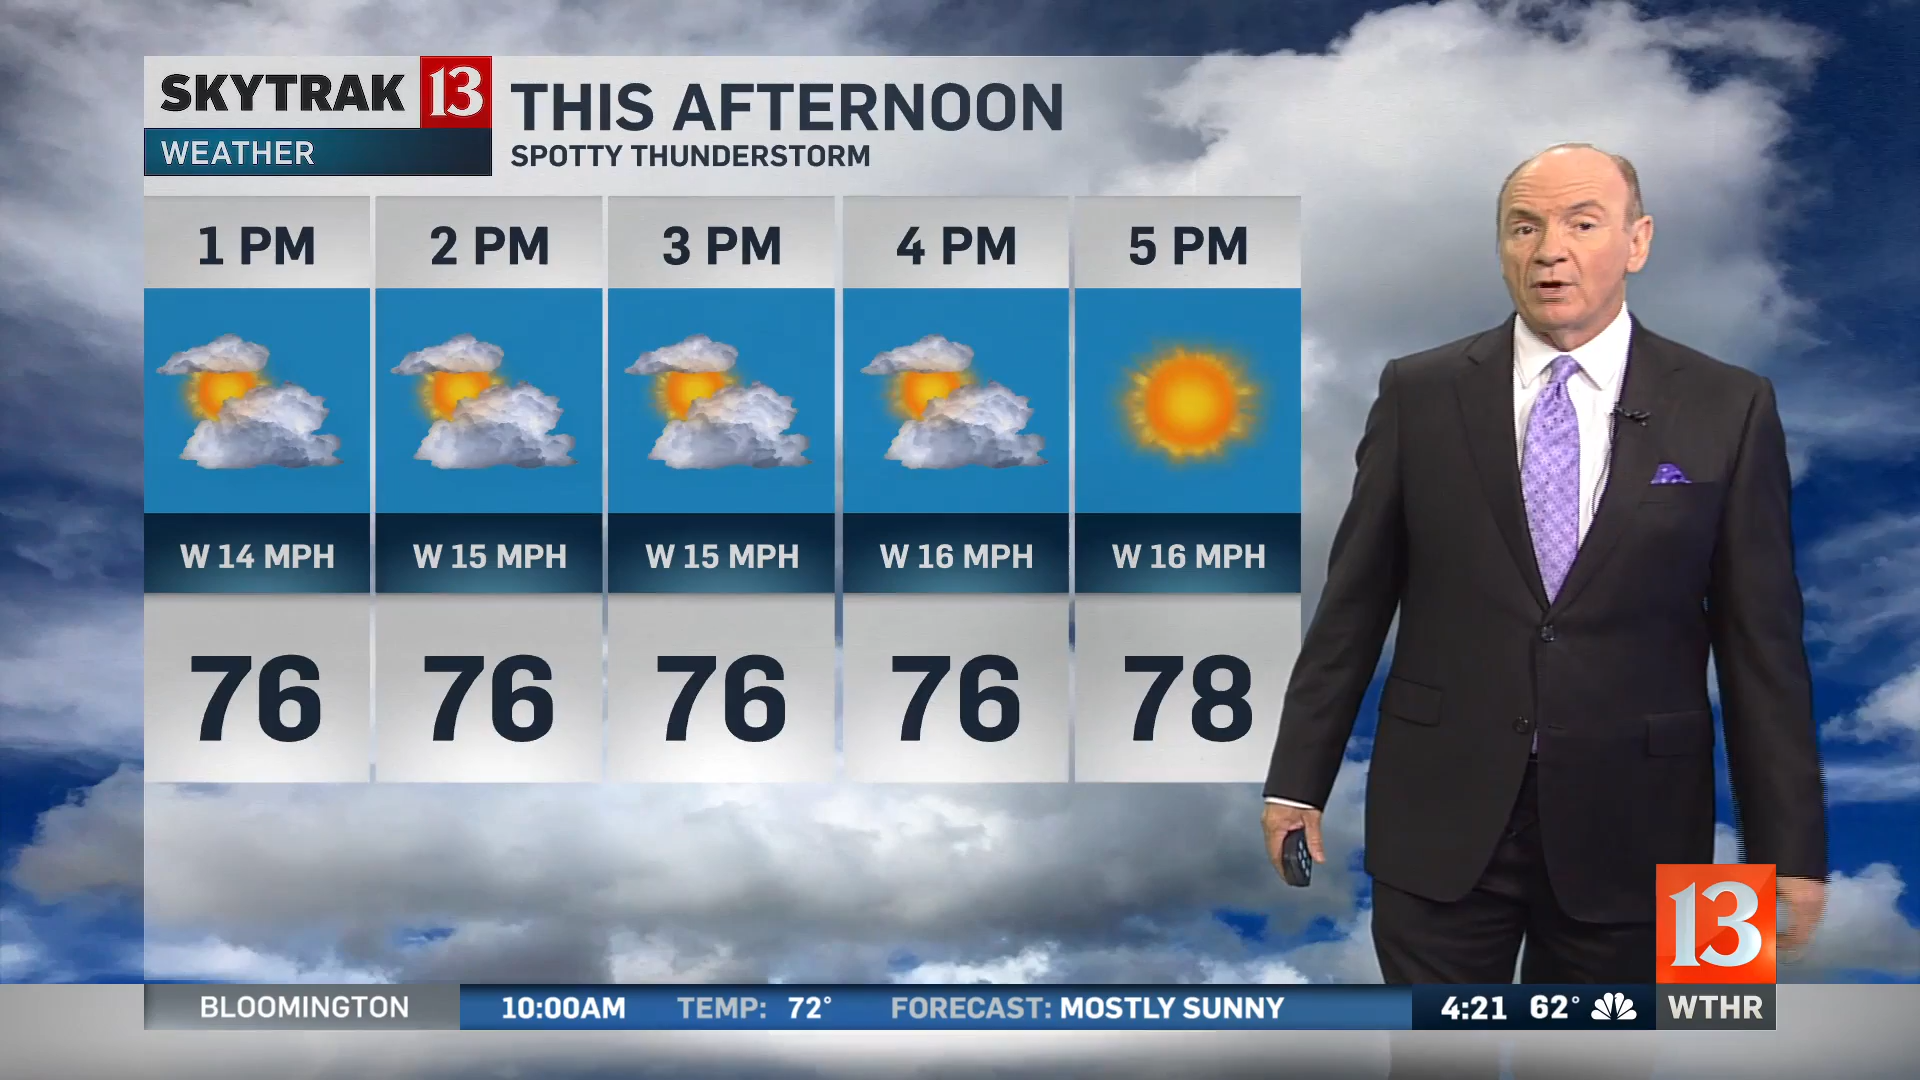 SKYTRAK 13
WEATHER
THIS AFTERNOON
SPOTTY THUNDERSTORM
1 PM 2 PM 3 PM 4 PM 5 PM
W 14 MPH W 15 MPH W 15 MPH W 16 MPH W 16 MPH
76 76 76 76 78
13
BLOOMINGTON 10:00AM TEMP: 72° FORECAST: MOSTLY SUNNY 4:21 62° WTHR